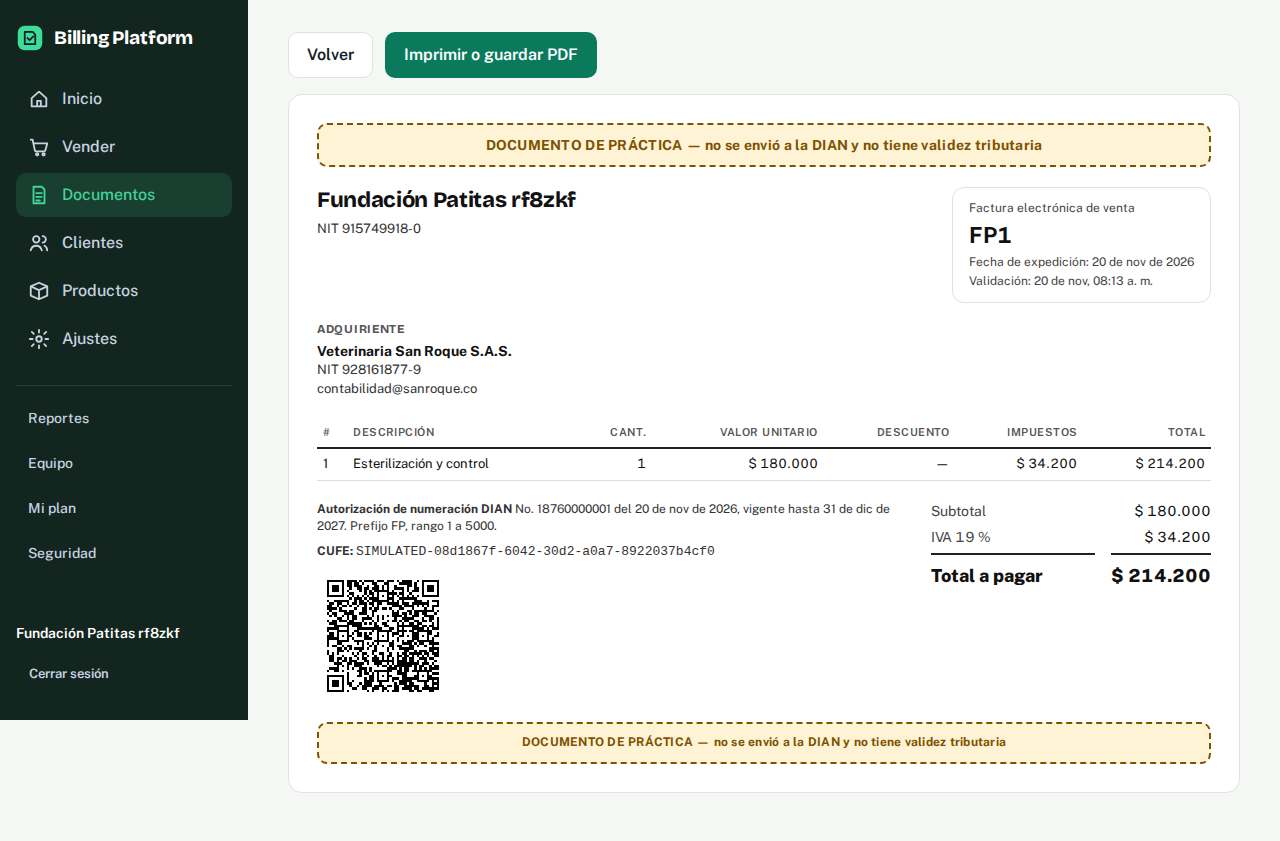 Billing Platform
Inicio
Vender
Documentos
Clientes
Productos
Ajustes
Reportes
Equipo
Mi plan
Seguridad
Fundación Patitas rf8zkf
Cerrar sesión
Volver
Imprimir o guardar PDF
DOCUMENTO DE PRÁCTICA — no se envió a la DIAN y no tiene validez tributaria
Fundación Patitas rf8zkf
NIT 915749918-0
Factura electrónica de venta
FP1
Fecha de expedición: 20 de nov de 2026
Validación: 20 de nov, 08:13 a. m.
ADQUIRIENTE
Veterinaria San Roque S.A.S.
NIT 928161877-9
contabilidad@sanroque.co
# DESCRIPCIÓN CANT. VALOR UNITARIO DESCUENTO IMPUESTOS TOTAL
1 Esterilización y control 1 $ 180.000 — $ 34.200 $ 214.200
Autorización de numeración DIAN No. 18760000001 del 20 de nov de 2026, vigente hasta 31 de dic de
2027. Prefijo FP, rango 1 a 5000.
CUFE: SIMULATED-08d1867f-6042-30d2-a0a7-8922037b4cf0
Subtotal $ 180.000
IVA 19 % $ 34.200
Total a pagar $ 214.200
DOCUMENTO DE PRÁCTICA — no se envió a la DIAN y no tiene validez tributaria